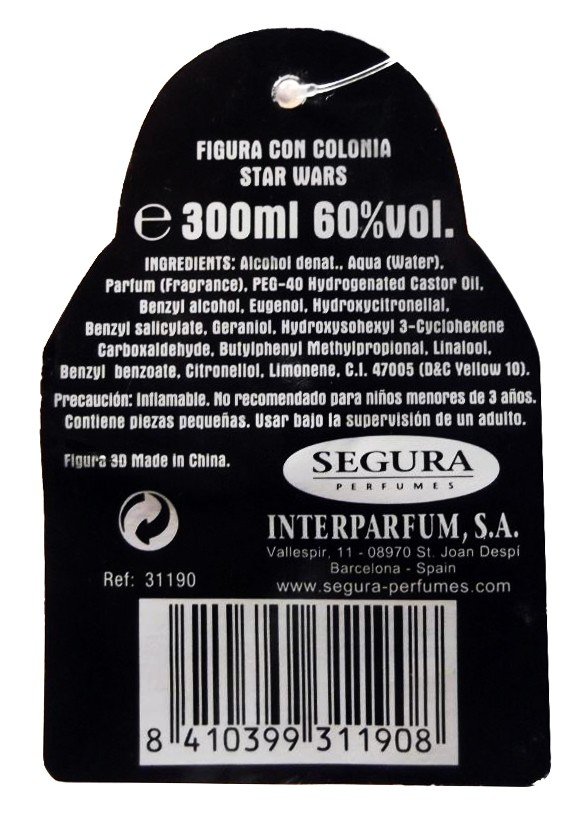 FIGURA CON COLONIA
STAR WARS
℮ 300ml 60%vol.
INGREDIENTS: Alcohol denat., Aqua (Water),
Parfum (Fragrance), PEG-40 Hydrogenated Castor Oil,
Benzyl alcohol, Eugenol, Hydroxycitronellal,
Benzyl salicylate, Geraniol, Hydroxysohexyl 3-Cyclohexene
Carboxaldehyde, Butylphenyl Methylpropional, Linalool,
Benzyl benzoate, Citronellol, Limonene, C.I. 47005 (D&C Yellow 10).
Precaución: Inflamable. No recomendado para niños menores de 3 años.
Contiene piezas pequeñas. Usar bajo la supervisión de un adulto.
Figura 3D Made in China.
SEGURA
PERFUMES
INTERPARFUM, S.A.
Vallespir, 11 - 08970 St. Joan Despí
Barcelona - Spain
www.segura-perfumes.com
Ref: 31190
8 410399 311908